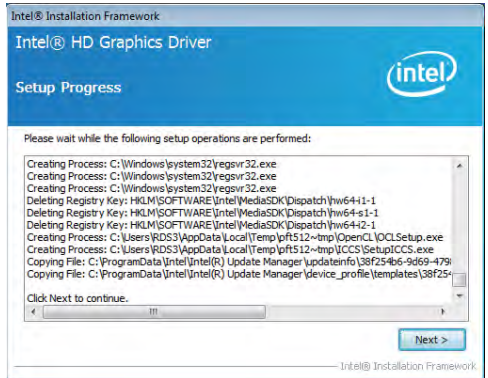 Intel® Installation Framework
Intel® HD Graphics Driver
intel
Setup Progress
Please wait while the following setup operations are performed:
Creating Process: C:\Windows\system32\regsvr32.exe
Creating Process: C:\Windows\system32\regsvr32.exe
Creating Process: C:\Windows\system32\regsvr32.exe
Deleting Registry Key: HKLM\SOFTWARE\Intel\MediaSDK\Dispatch\hw64-i1-1
Deleting Registry Key: HKLM\SOFTWARE\Intel\MediaSDK\Dispatch\hw64-s1-1
Deleting Registry Key: HKLM\SOFTWARE\Intel\MediaSDK\Dispatch\hw64-i2-1
Creating Process: C:\Users\RDS3\AppData\Local\Temp\pft512~tmp\OpenCL\OCLSetup.exe
Creating Process: C:\Users\RDS3\AppData\Local\Temp\pft512~tmp\ICCS\SetupICCS.exe
Copying File: C:\ProgramData\Intel\Intel(R) Update Manager\updateinfo\38f254b6-9d69-479
Copying File: C:\ProgramData\Intel\Intel(R) Update Manager\device_profile\templates\38f25
Click Next to continue.
Next >
Intel® Installation Framework